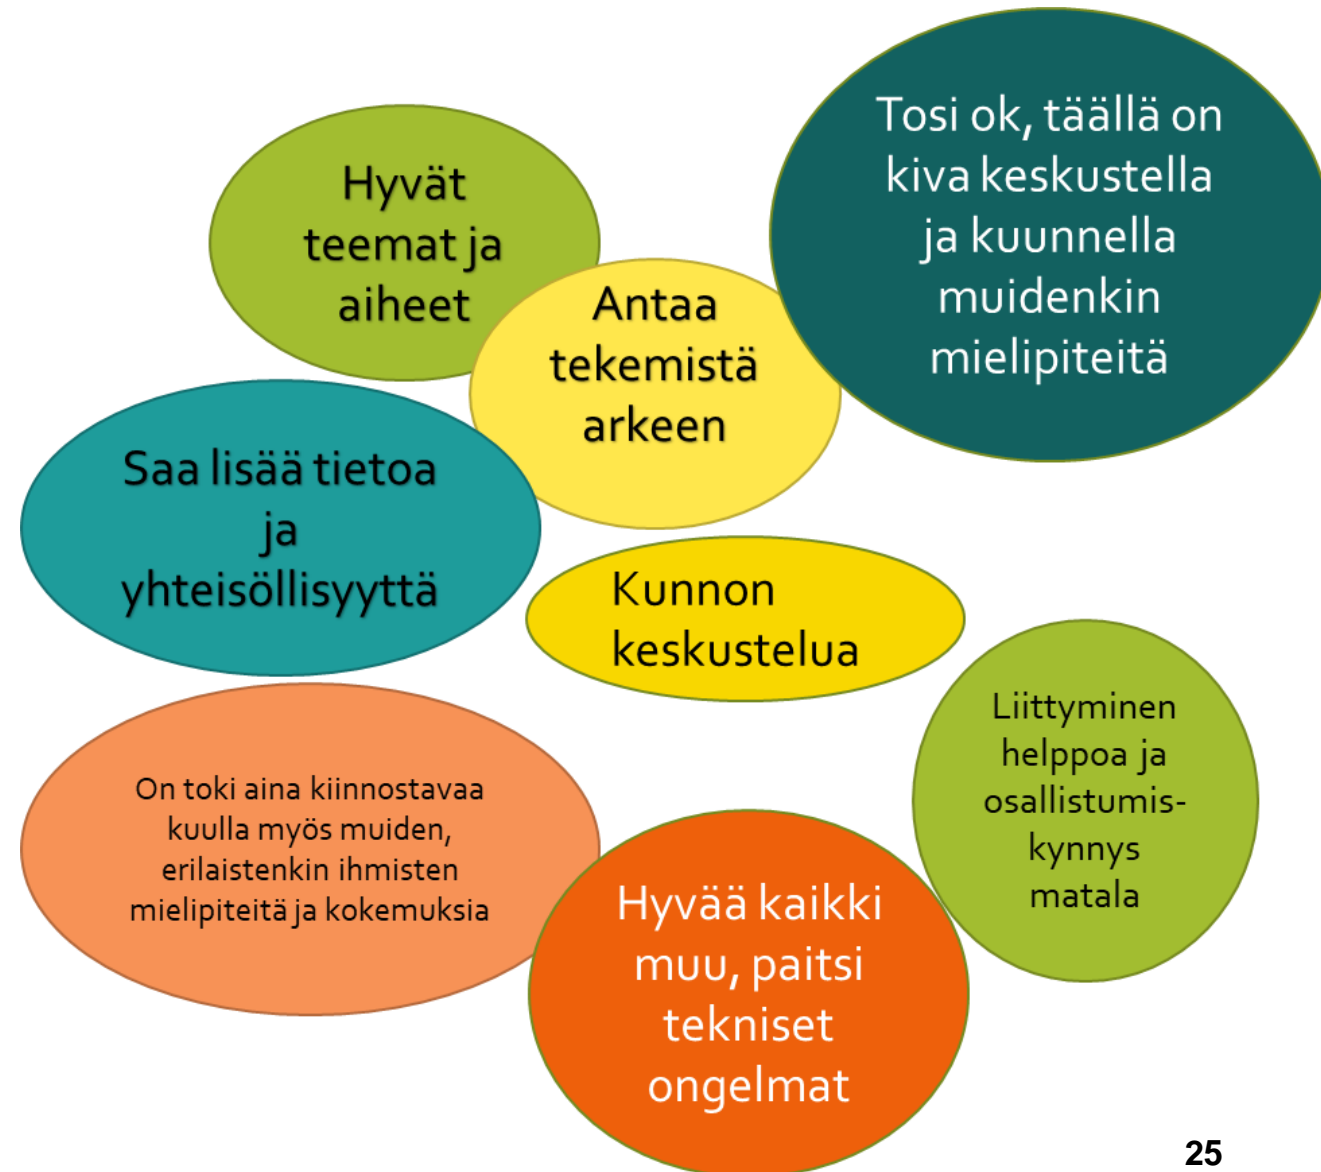 Hyvät
teemat ja
aiheet
Tosi ok, täällä on
kiva keskustella
ja kuunnella
muidenkin
mielipiteitä
Antaa
tekemistä
arkeen
Saa lisää tietoa
ja
yhteisöllisyyttä
Kunnon
keskustelua
Liittyminen
helppoa ja
osallistumis-
kynnys
matala
On toki aina kiinnostavaa
kuulla myös muiden,
erilaistenkin ihmisten
mielipiteitä ja kokemuksia
Hyvää kaikki
muu, paitsi
tekniset
ongelmat
25